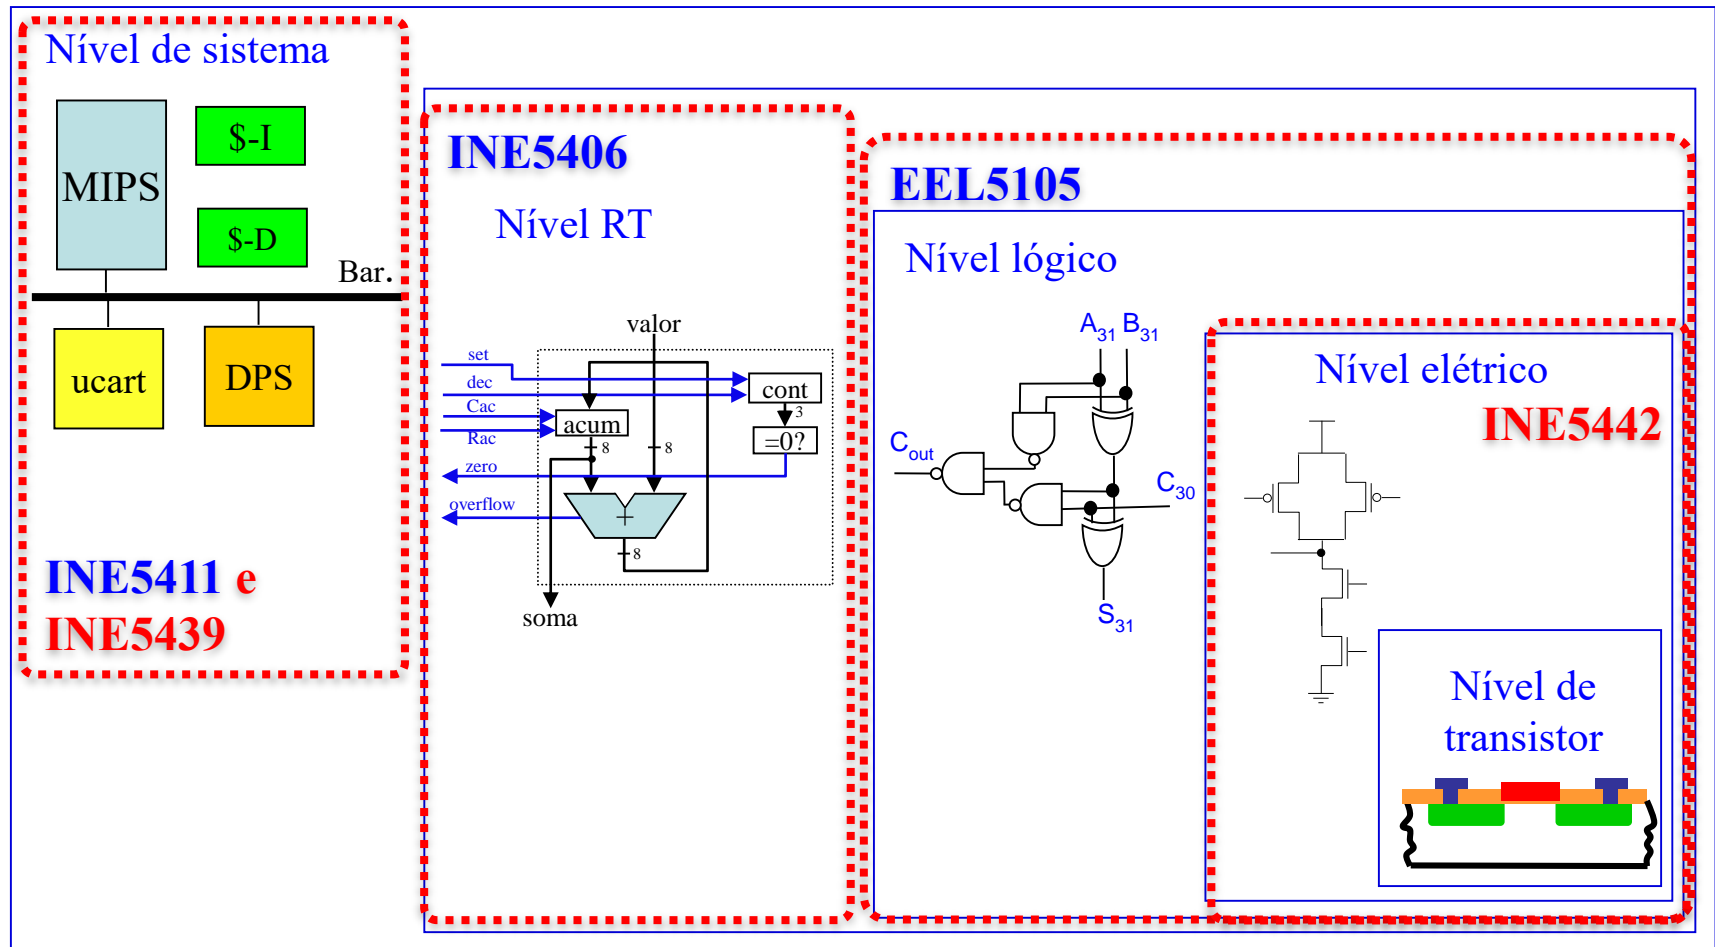 Nível de sistema
MIPS
$-I
$-D
Bar.
ucart
DPS
INE5411 e
INE5439
INE5406
Nível RT
valor
set
dec
Cac
Rac
zero
overflow
cont
3
=0?
acum
8
8
+
8
soma
EEL5105
Nível lógico
A31 B31
Cout
C30
S31
Nível elétrico
INE5442
Nível de
transistor